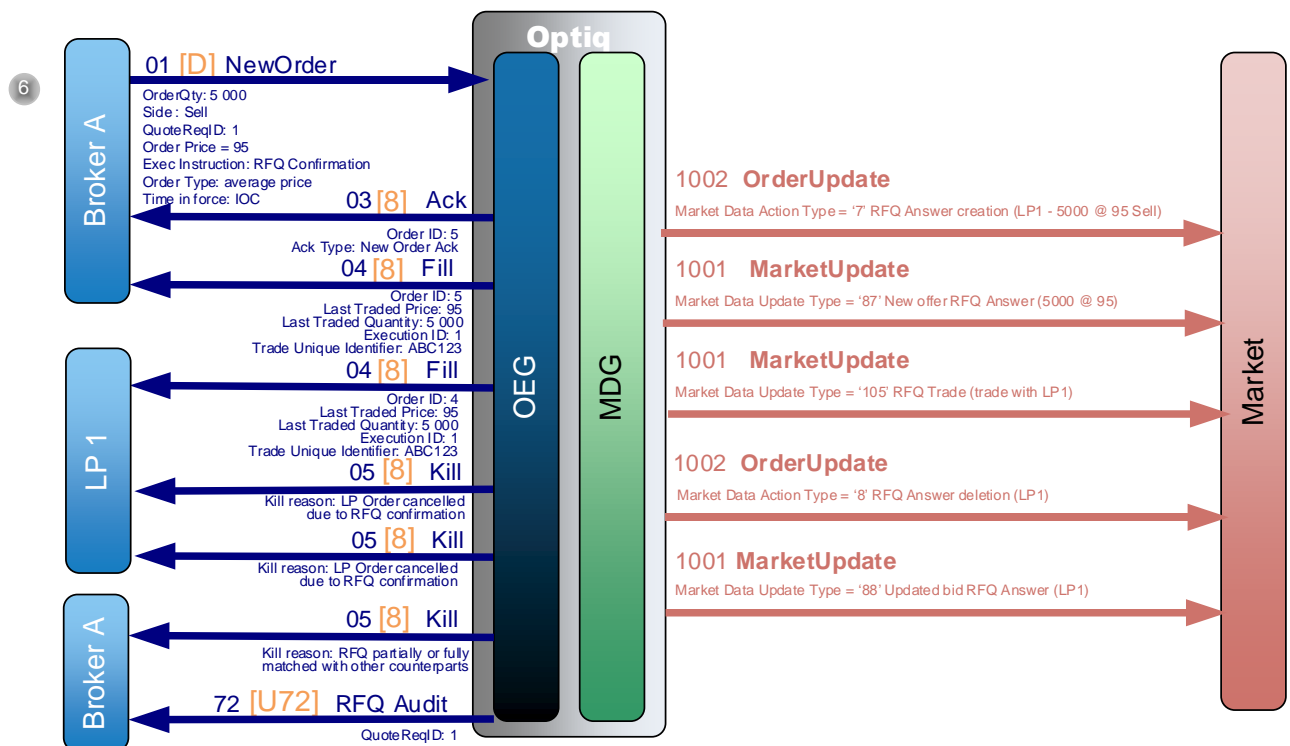 Optiq
6
Broker A
01 [D] NewOrder
OrderQty: 5 000
Side : Sell
QuoteReqID: 1
Order Price = 95
Exec Instruction: RFQ Confirmation
Order Type: average price
Time in force: IOC
03 [8] Ack
Order ID: 5
Ack Type: New Order Ack
04 [8] Fill
Order ID: 5
Last Traded Price: 95
Last Traded Quantity: 5 000
Execution ID: 1
Trade Unique Identifier: ABC123
LP 1
04 [8] Fill
Order ID: 4
Last Traded Price: 95
Last Traded Quantity: 5 000
Execution ID: 1
Trade Unique Identifier: ABC123
05 [8] Kill
Kill reason: LP Order cancelled
due to RFQ confirmation
05 [8] Kill
Kill reason: LP Order cancelled
due to RFQ confirmation
Broker A
05 [8] Kill
Kill reason: RFQ partially or fully
matched with other counterparts
72 [U72] RFQ Audit
QuoteReqID: 1
OEG
MDG
1002 OrderUpdate
Market Data Action Type = ‘7’ RFQ Answer creation (LP1 - 5000 @ 95 Sell)
1001 MarketUpdate
Market Data Update Type = ‘87’ New offer RFQ Answer (5000 @ 95)
1001 MarketUpdate
Market Data Update Type = ‘105’ RFQ Trade (trade with LP1)
1002 OrderUpdate
Market Data Action Type = ‘8’ RFQ Answer deletion (LP1)
1001 MarketUpdate
Market Data Update Type = ‘88’ Updated bid RFQ Answer (LP1)
Market